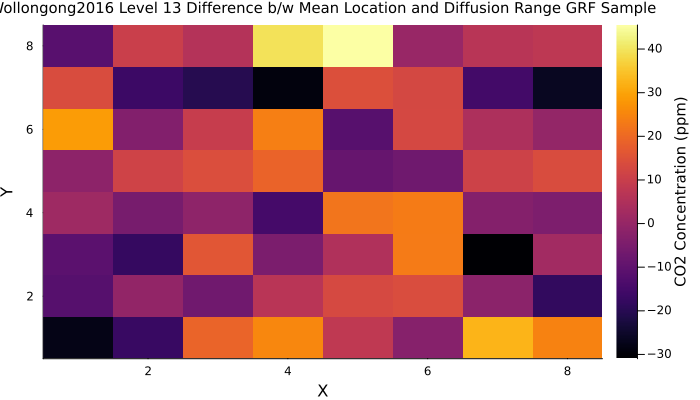 Wollongong2016 Level 13 Difference b/w Mean Location and Diffusion Range GRF Sample
8
6
4
2
Y
2 4 6 8
X
40
30
20
10
0
−10
−20
−30
CO2 Concentration (ppm)